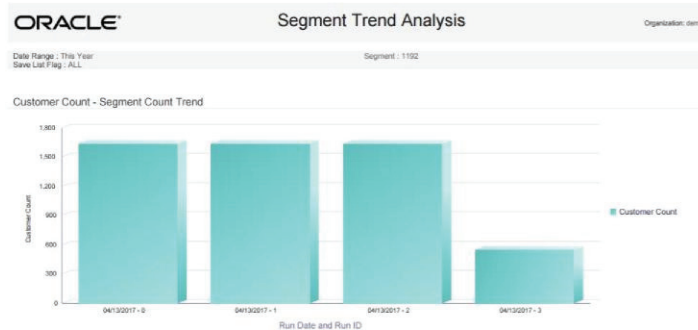 ORACLE®
Segment Trend Analysis
Organization: dem
Date Range : This Year
Segment : 1192
Save List Flag : ALL
Customer Count - Segment Count Trend
1,800
1,500
1,200
900
600
300
0
Customer Count
04/13/2017 - 0
04/13/2017 - 1
04/13/2017 - 2
04/13/2017 - 3
Run Date and Run ID
Customer Count